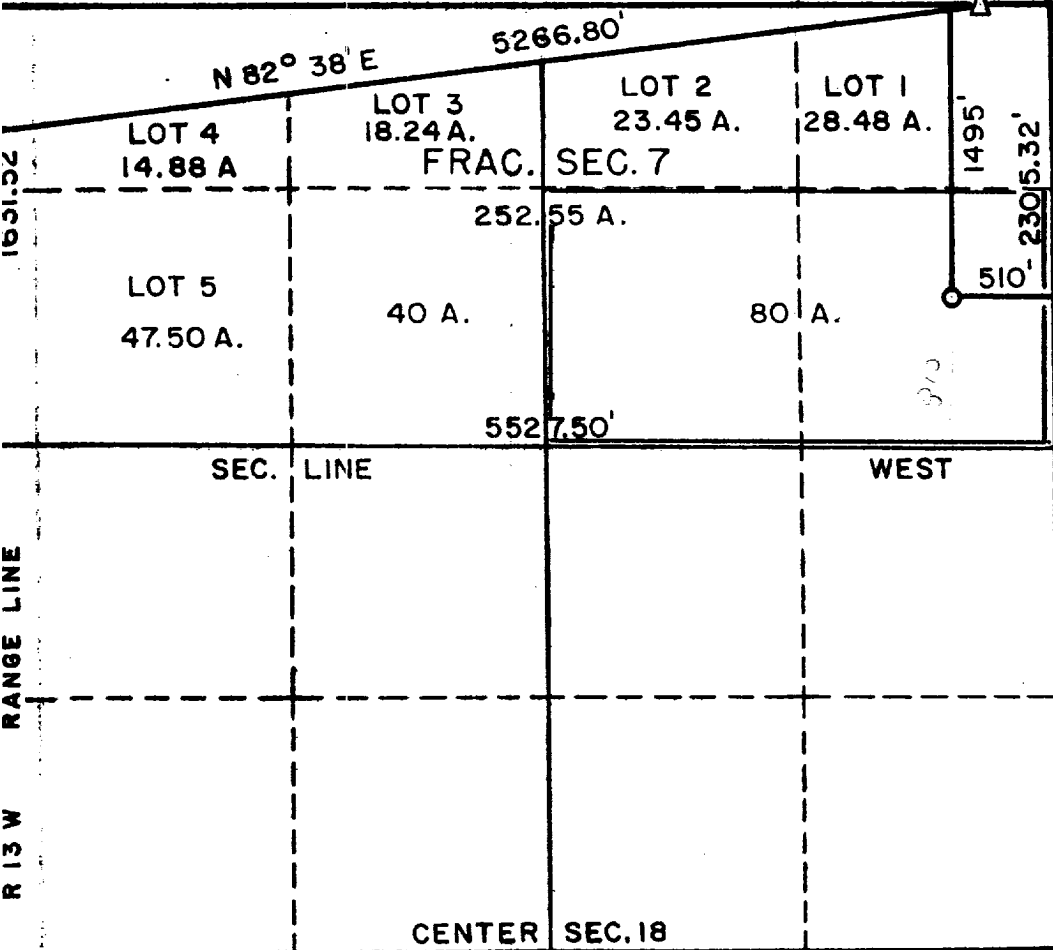 N 82° 38' E
5266.80'
LOT 4
14.88 A
LOT 3
18.24 A.
LOT 2
23.45 A.
LOT 1
28.48 A.
FRAC. SEC. 7
252.55 A.
1495'
2305.32'
510'
LOT 5
47.50 A.
40 A.
80 A.
5527.50'
SEC. LINE
WEST
RANGE LINE
R 13 W
CENTER SEC. 18